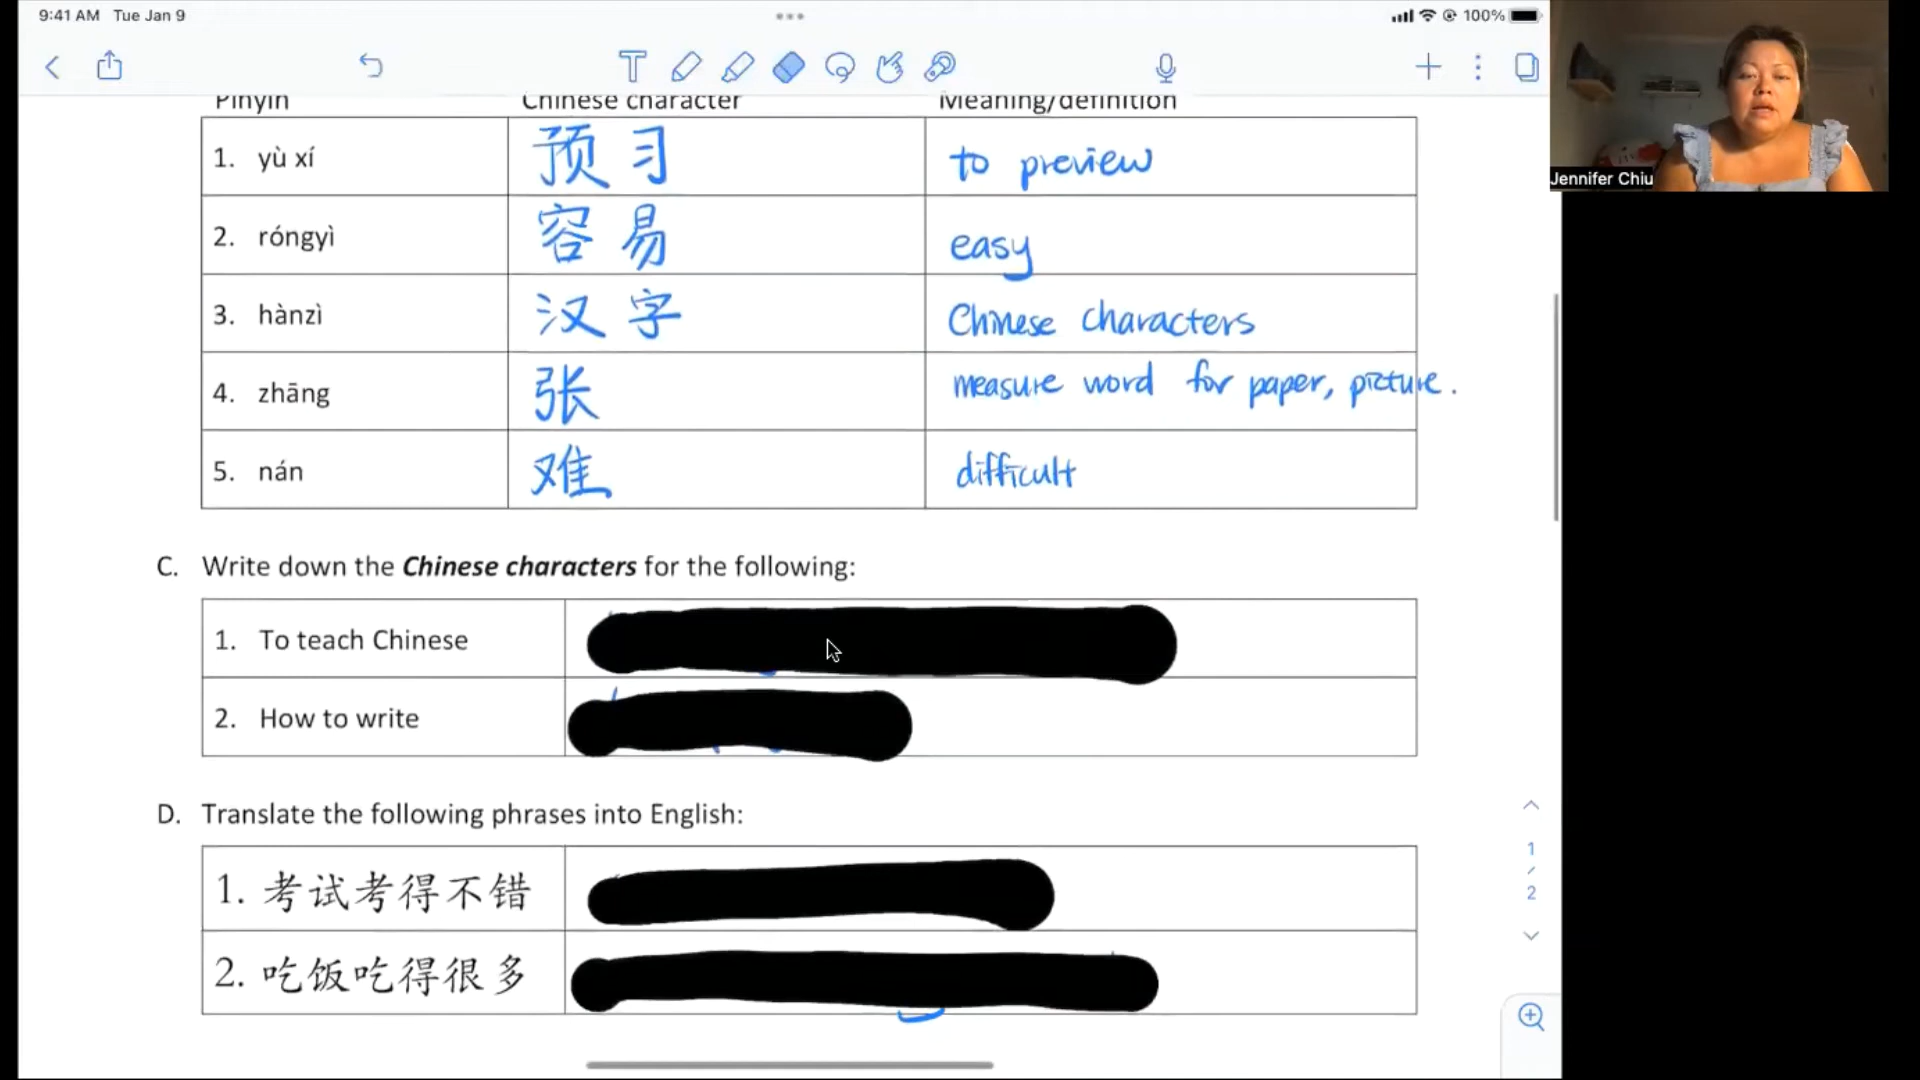 9:41 AM Tue Jan 9
100%
Jennifer Chiu
Pinyin Chinese character Meaning/definition
1. yù xí 预习 to preview
2. róngyì 容易 easy
3. hànzì 汉字 Chinese characters
4. zhāng 张 measure word for paper, picture.
5. nán 难 difficult
C. Write down the Chinese characters for the following:
1. To teach Chinese
2. How to write
D. Translate the following phrases into English:
1. 考试考得不错
2. 吃饭吃得很多
1
/
2